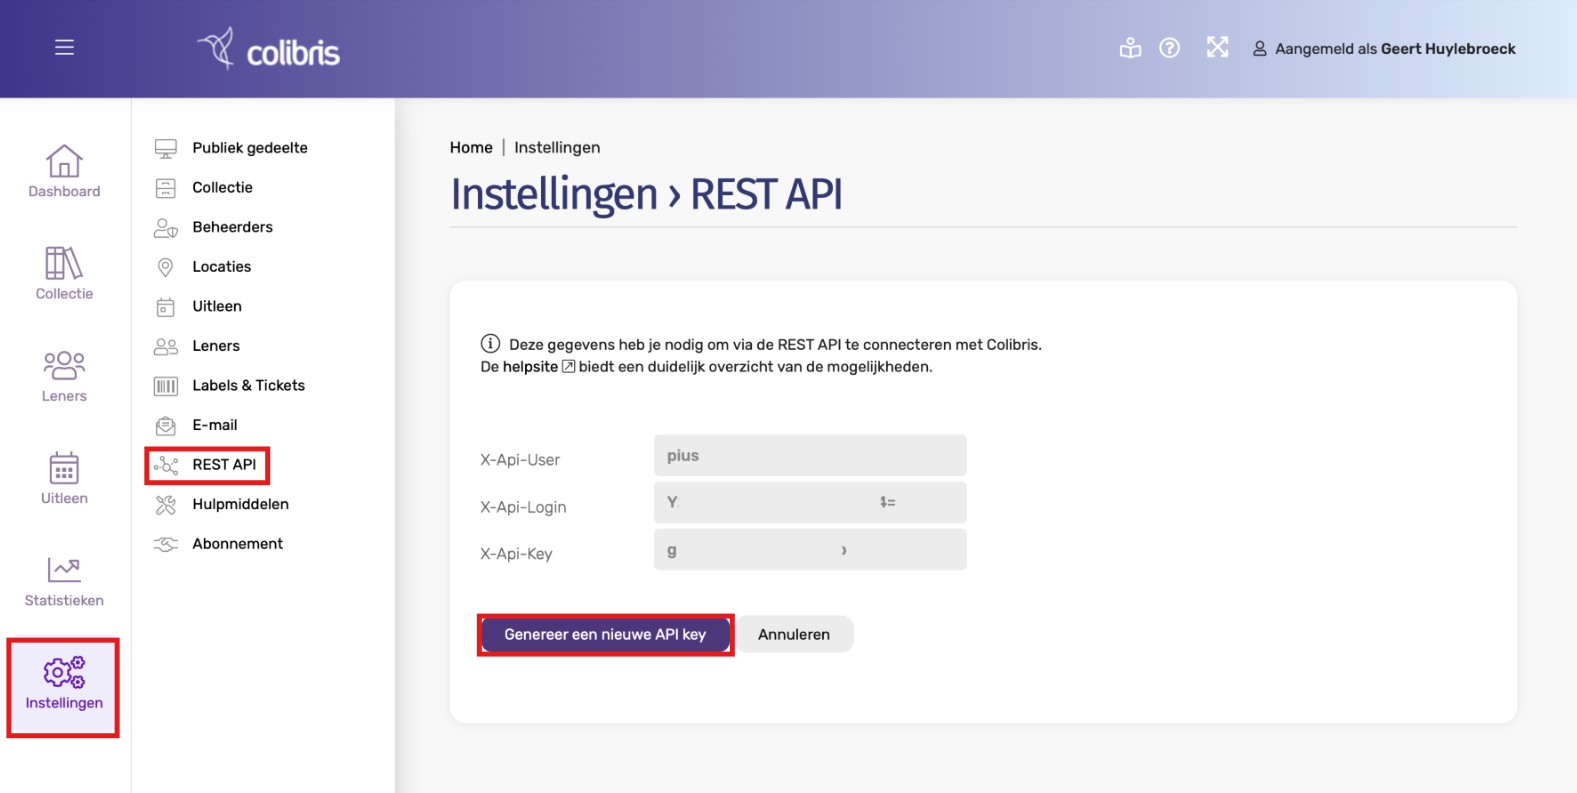 colibris
Aangemeld als Geert Huylebroeck
Dashboard
Collectie
Leners
Uitleen
Statistieken
Instellingen
Publiek gedeelte
Collectie
Beheerders
Locaties
Uitleen
Leners
Labels & Tickets
E-mail
REST API
Hulpmiddelen
Abonnement
Home | Instellingen
Instellingen › REST API
Deze gegevens heb je nodig om via de REST API te connecteren met Colibris.
De helpsite biedt een duidelijk overzicht van de mogelijkheden.
X-Api-User pius
X-Api-Login Y
X-Api-Key g
Genereer een nieuwe API key
Annuleren